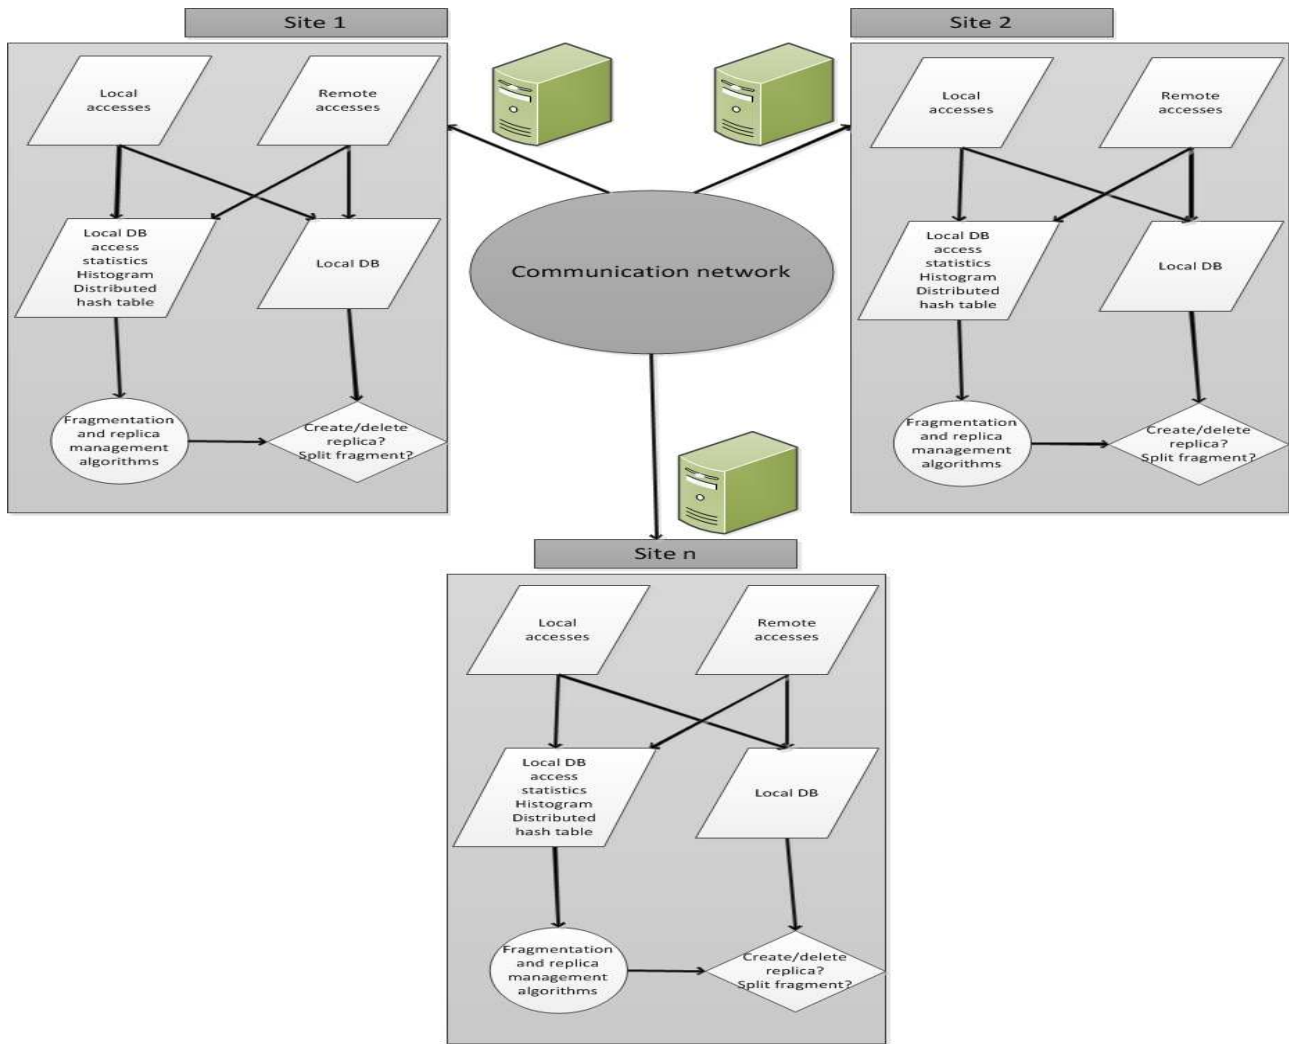 Site 1
Local
accesses
Remote
accesses
Local DB
access
statistics
Histogram
Distributed
hash table
Local DB
Fragmentation
and replica
management
algorithms
Create/delete
replica?
Split fragment?
Communication network
Site 2
Local
accesses
Remote
accesses
Local DB
access
statistics
Histogram
Distributed
hash table
Local DB
Fragmentation
and replica
management
algorithms
Create/delete
replica?
Split fragment?
Site n
Local
accesses
Remote
accesses
Local DB
access
statistics
Histogram
Distributed
hash table
Local DB
Fragmentation
and replica
management
algorithms
Create/delete
replica?
Split fragment?